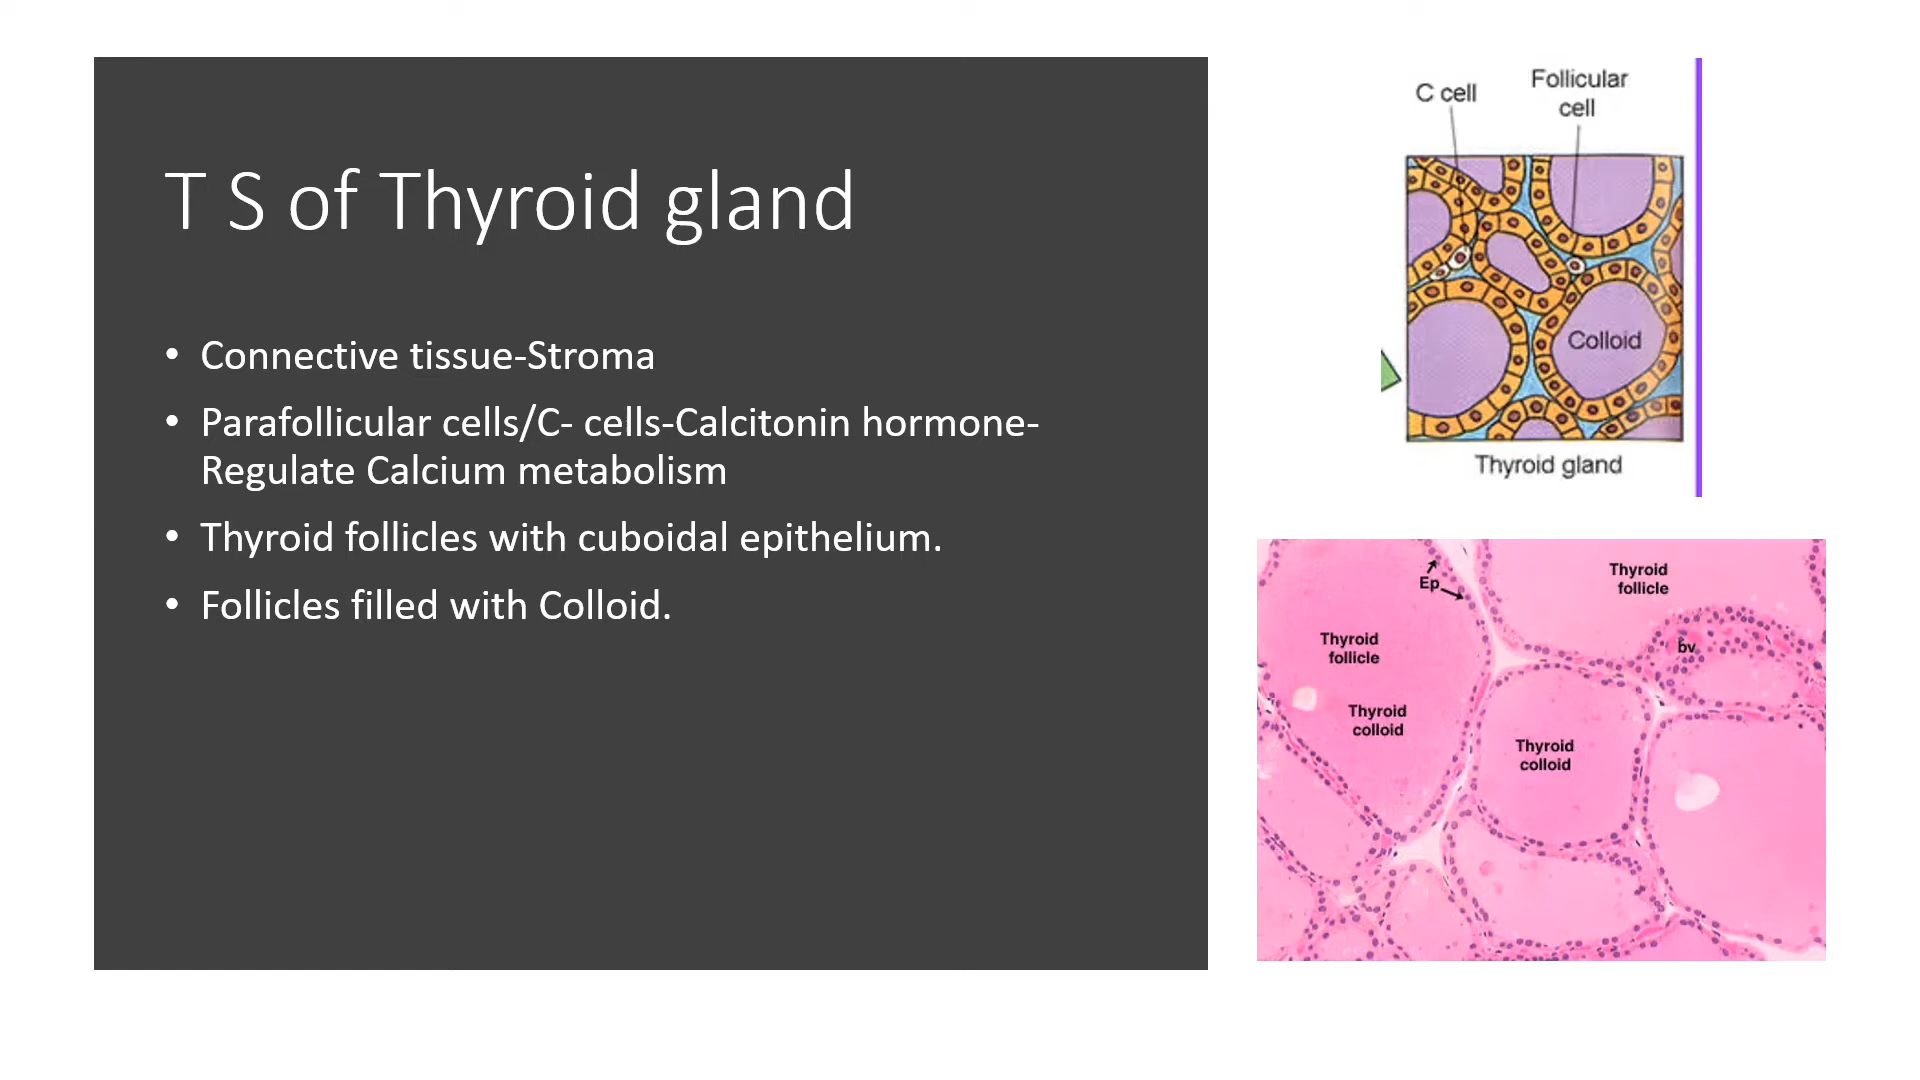 T S of Thyroid gland
• Connective tissue-Stroma
• Parafollicular cells/C- cells-Calcitonin hormone-
Regulate Calcium metabolism
• Thyroid follicles with cuboidal epithelium.
• Follicles filled with Colloid.
C cell
Follicular
cell
Colloid
Thyroid gland
Ep
Thyroid
follicle
Thyroid
follicle
bv
Thyroid
colloid
Thyroid
colloid